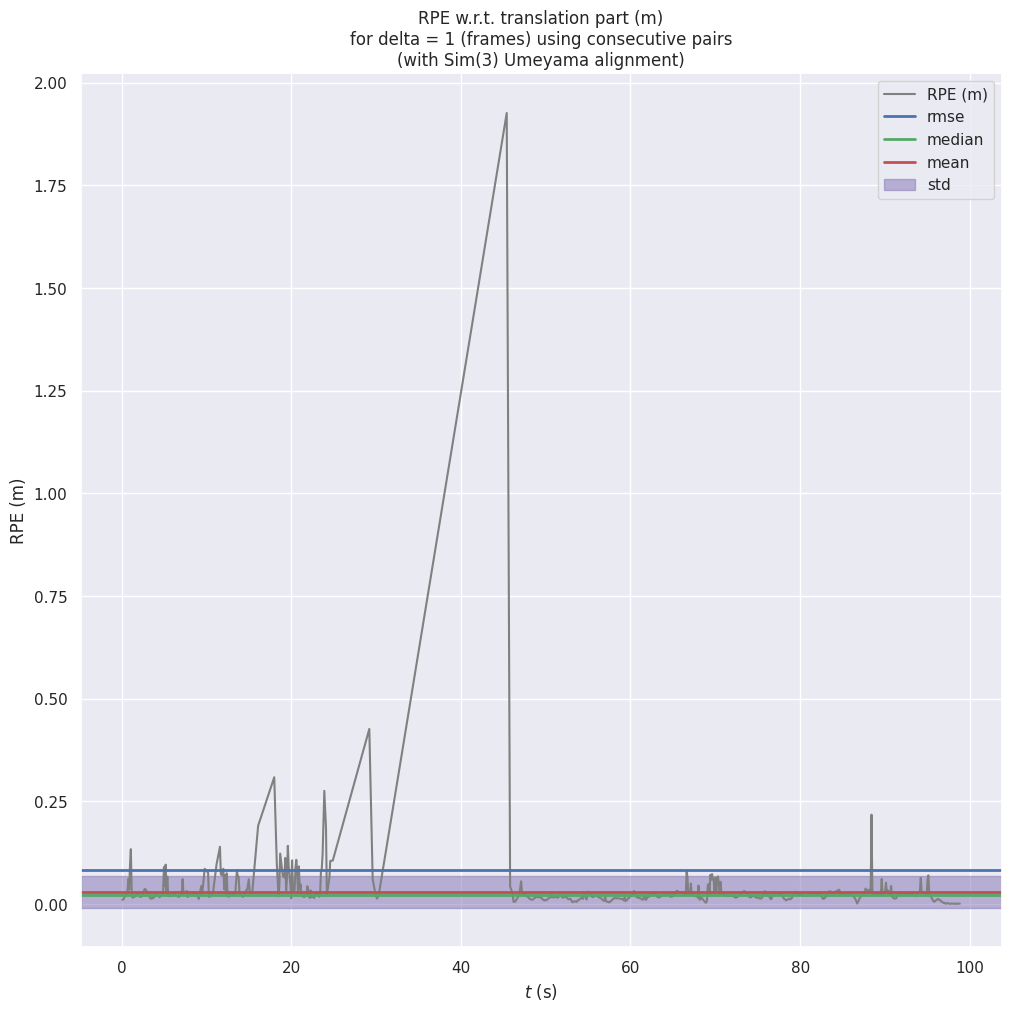 RPE w.r.t. translation part (m)
for delta = 1 (frames) using consecutive pairs
(with Sim(3) Umeyama alignment)
RPE (m)
rmse
median
mean
std
2.00
1.75
1.50
1.25
1.00
0.75
0.50
0.25
0.00
RPE (m)
0 20 40 60 80 100
t (s)